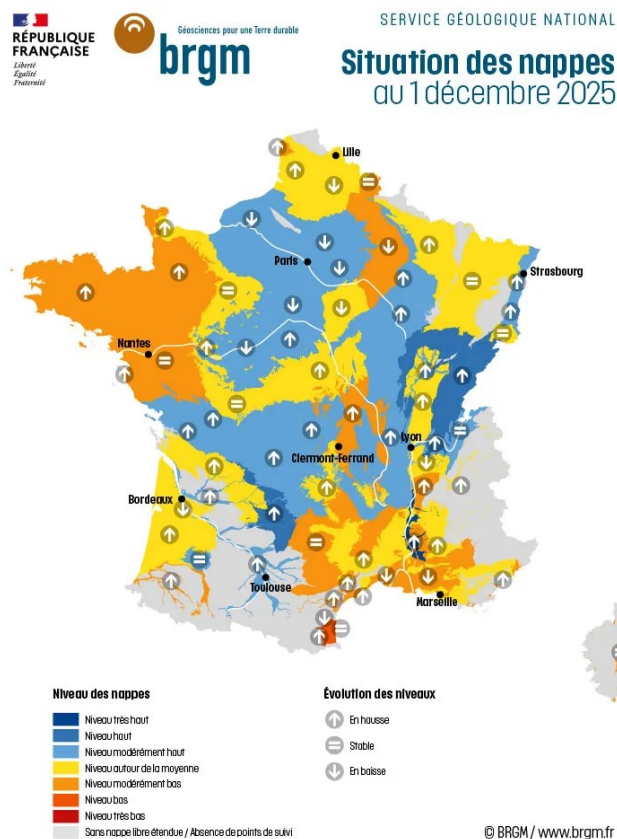 RÉPUBLIQUE
FRANÇAISE
Liberté
Égalité
Fraternité
Géosciences pour une Terre durable
brgm
SERVICE GÉOLOGIQUE NATIONAL
Situation des nappes
au 1 décembre 2025
Lille
Paris
Strasbourg
Nantes
Lyon
Clermont-Ferrand
Bordeaux
Toulouse
Marseille
Niveau des nappes
Niveau très haut
Niveau haut
Niveau modérément haut
Niveau autour de la moyenne
Niveau modérément bas
Niveau bas
Niveau très bas
Sans nappe libre étendue / Absence de points de suivi
Évolution des niveaux
En hausse
Stable
En baisse
© BRGM / www.brgm.fr